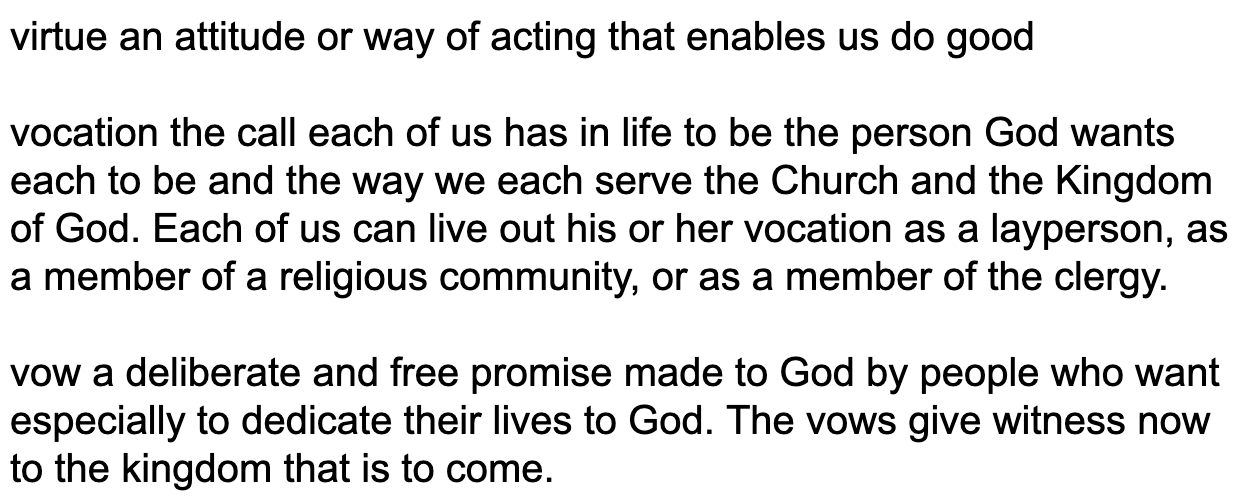 virtue an attitude or way of acting that enables us do good
vocation the call each of us has in life to be the person God wants
each to be and the way we each serve the Church and the Kingdom
of God. Each of us can live out his or her vocation as a layperson, as
a member of a religious community, or as a member of the clergy.
vow a deliberate and free promise made to God by people who want
especially to dedicate their lives to God. The vows give witness now
to the kingdom that is to come.